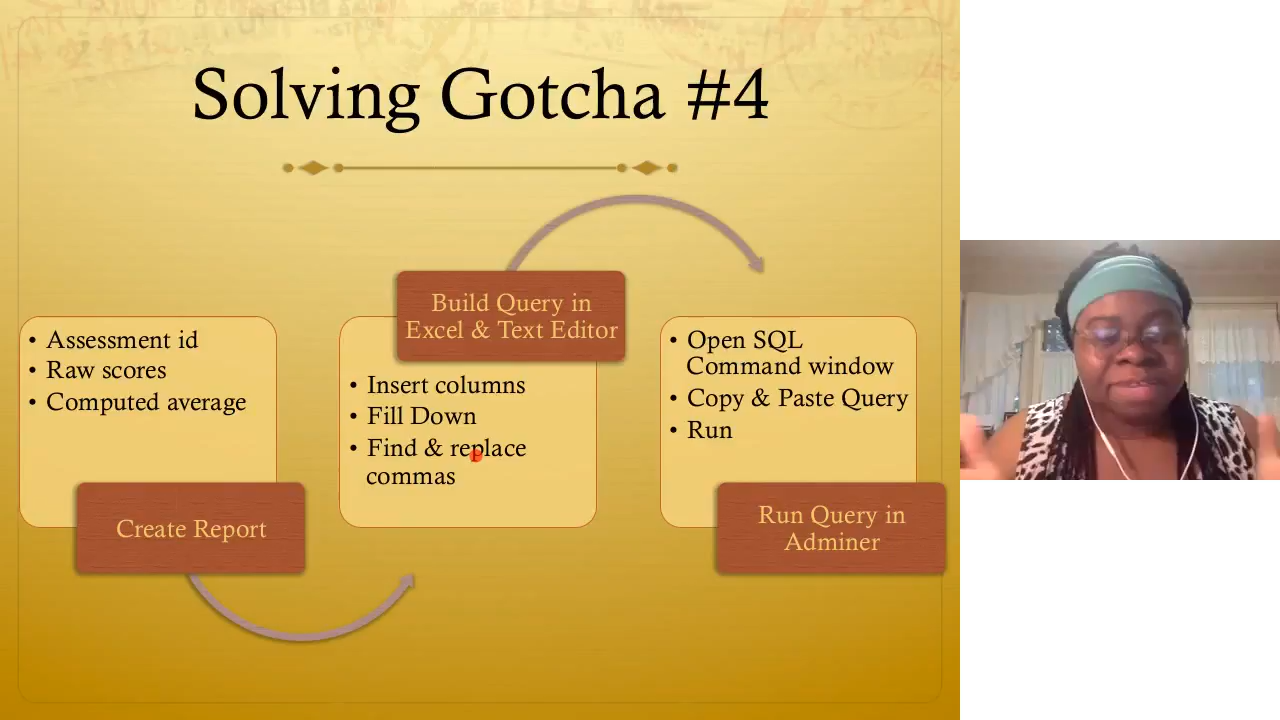 Solving Gotcha #4
• Assessment id
• Raw scores
• Computed average
Create Report
Build Query in
Excel & Text Editor
• Insert columns
• Fill Down
• Find & replace
commas
• Open SQL
Command window
• Copy & Paste Query
• Run
Run Query in
Adminer